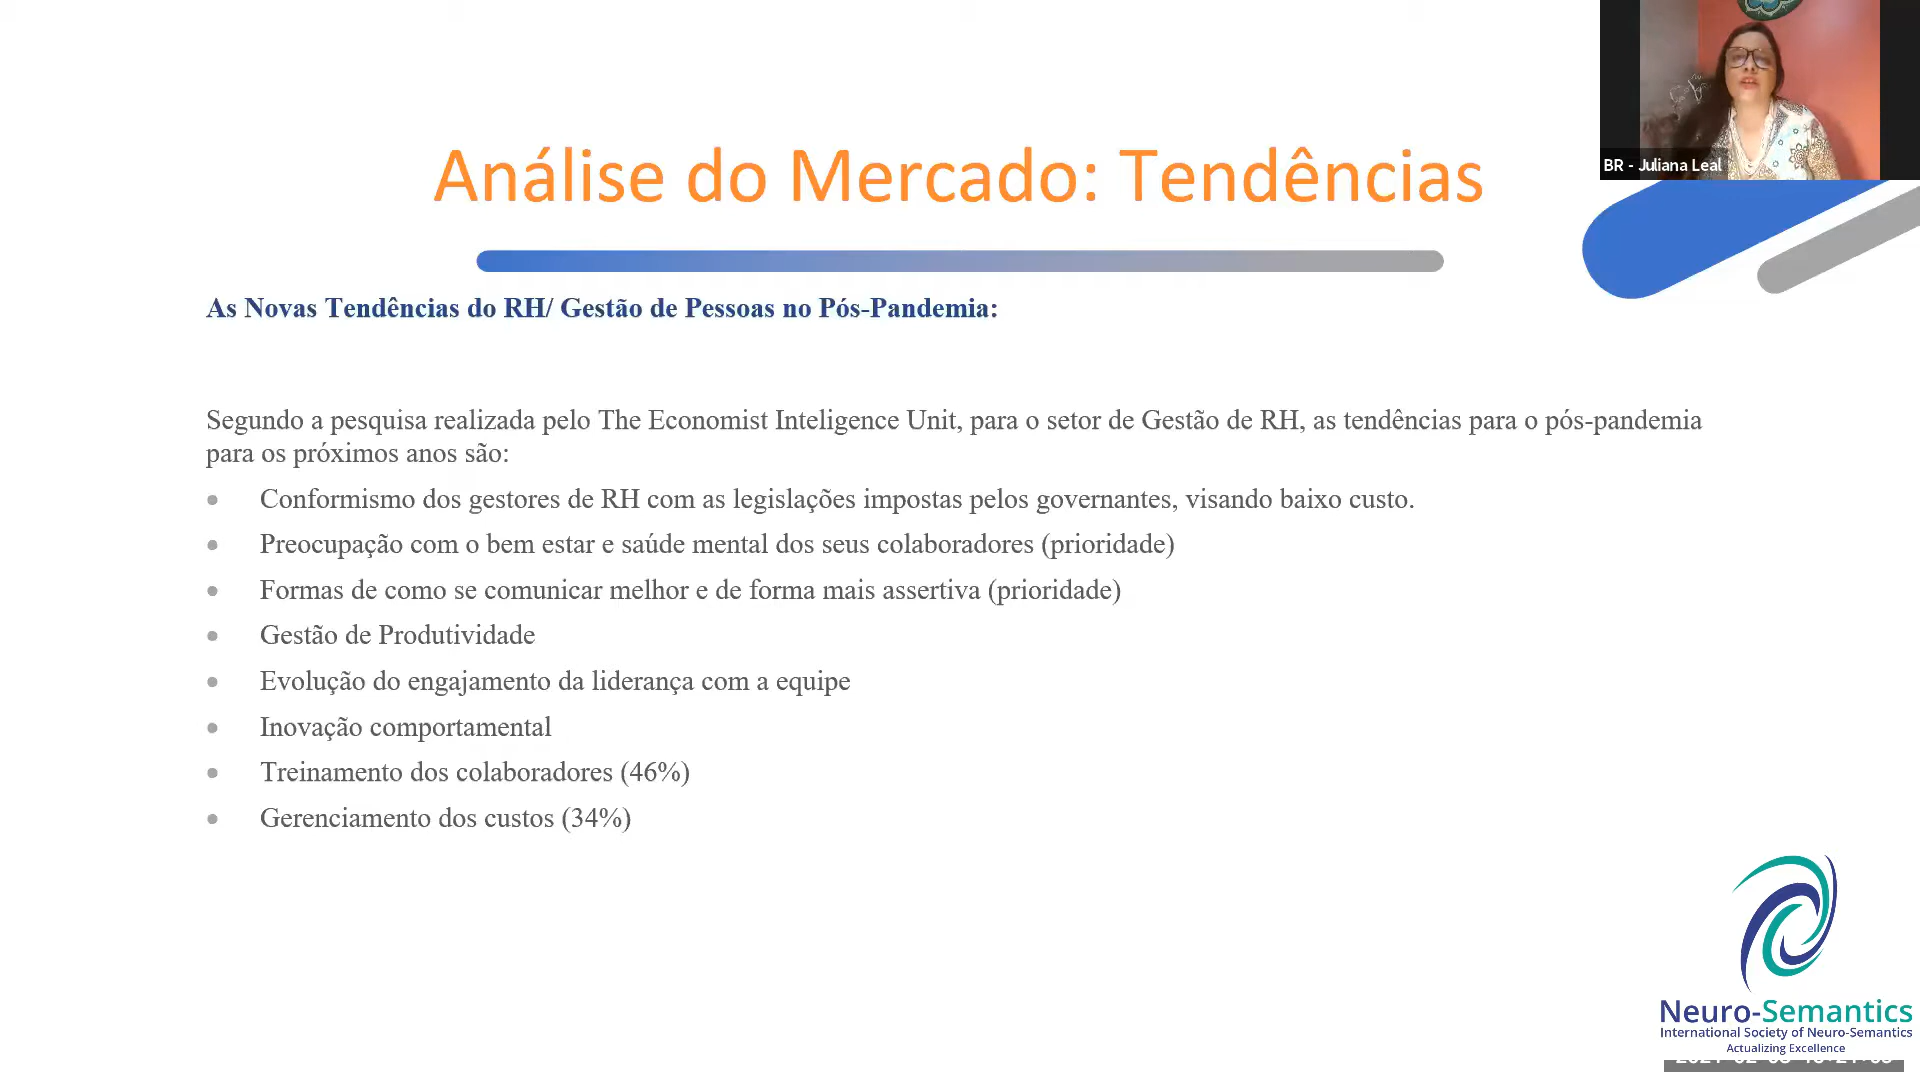 BR - Juliana Leal
Análise do Mercado: Tendências
As Novas Tendências do RH/ Gestão de Pessoas no Pós-Pandemia:
Segundo a pesquisa realizada pelo The Economist Inteligence Unit, para o setor de Gestão de RH, as tendências para o pós-pandemia
para os próximos anos são:
• Conformismo dos gestores de RH com as legislações impostas pelos governantes, visando baixo custo.
• Preocupação com o bem estar e saúde mental dos seus colaboradores (prioridade)
• Formas de como se comunicar melhor e de forma mais assertiva (prioridade)
• Gestão de Produtividade
• Evolução do engajamento da liderança com a equipe
• Inovação comportamental
• Treinamento dos colaboradores (46%)
• Gerenciamento dos custos (34%)
Neuro-Semantics
International Society of Neuro-Semantics
Actualizing Excellence